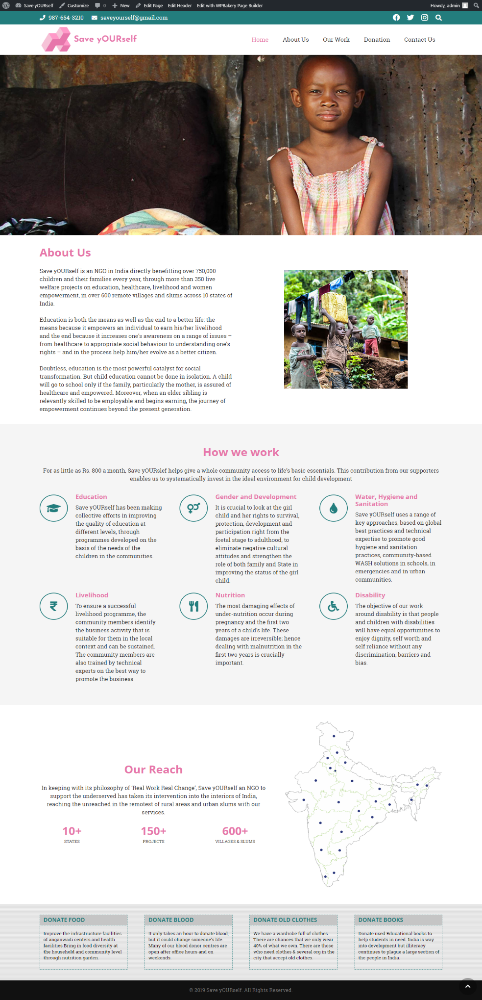 Save yOURself Customize 0 New Edit Page Edit Header Edit with WPBakery Page Builder Howdy, admin
987-654-3210 saveyourself@gmail.com
Save yOURself
Home About Us Our Work Donation Contact Us
About Us
Save yOURself is an NGO in India directly benefitting over 750,000
children and their families every year, through more than 350 live
welfare projects on education, healthcare, livelihood and women
empowerment, in over 600 remote villages and slums across 10 states of
India.
Education is both the means as well as the end to a better life: the
means because it empowers an individual to earn his/her livelihood
and the end because it increases one's awareness on a range of issues –
from healthcare to appropriate social behaviour to understanding one's
rights – and in the process help him/her evolve as a better citizen.
Doubtless, education is the most powerful catalyst for social
transformation. But child education cannot be done in isolation. A child
will go to school only if the family, particularly the mother, is assured of
healthcare and empowered. Moreover, when an elder sibling is
relevantly skilled to be employable and begins earning, the journey of
empowerment continues beyond the present generation.
How we work
For as little as Rs. 800 a month, Save yOURslef helps give a whole community access to life's basic essentials. This contribution from our supporters
enables us to systematically invest in the ideal environment for child development
Education
Save yOURself has been making
collective efforts in improving
the quality of education at
different levels, through
programmes developed on the
basis of the needs of the
children in the communities.
Gender and Development
It is crucial to look at the girl
child and her rights to survival,
protection, development and
participation right from the
foetal stage to adulthood, to
eliminate negative cultural
attitudes and strengthen the
role of both family and State in
improving the status of the girl
child.
Water, Hygiene and
Sanitation
Save yOURself uses a range of
key approaches, based on global
best practices and technical
expertise to promote good
hygiene and sanitation
practices, community-based
WASH solutions in schools, in
emergencies and in urban
communities.
Livelihood
To ensure a successful
livelihood programme, the
community members identify
the business activity that is
suitable for them in the local
context and can be sustained.
The community members are
also trained by technical
experts on the best way to
promote the business.
Nutrition
The most damaging effects of
under-nutrition occur during
pregnancy and the first two
years of a child's life. These
damages are irreversible; hence
dealing with malnutrition in the
first two years is crucially
important.
Disability
The objective of our work
around disability is that people
and children with disabilities
will have equal opportunities to
enjoy dignity, self worth and
self reliance without any
discrimination, barriers and
bias.
Our Reach
In keeping with its philosophy of 'Real Work Real Change', Save yOURself an NGO to
support the underserved has taken its intervention into the interiors of India,
reaching the unreached in the remotest of rural areas and urban slums with our
services.
10+ 150+ 600+
STATES PROJECTS VILLAGES & SLUMS
DONATE FOOD
Improve the infrastructure facilities
of anganwadi centers and health
facilities.Bring in food diversity at
the household and community level
through nutrition garden.
DONATE BLOOD
It only takes an hour to donate blood,
but it could change someone's life.
Many of our blood donor centres are
open after office hours and on
weekends.
DONATE OLD CLOTHES
We have a wardrobe full of clothes.
There are chances that we only wear
40% of what we own. There are those
who need clothes & several org in the
city that accept old clothes.
DONATE BOOKS
Donate used Educational books to
help students in need. India is way
into development but illiteracy
continues to plague a large section of
the people in India.
© 2019 Save yOURself. All Rights Reserved.